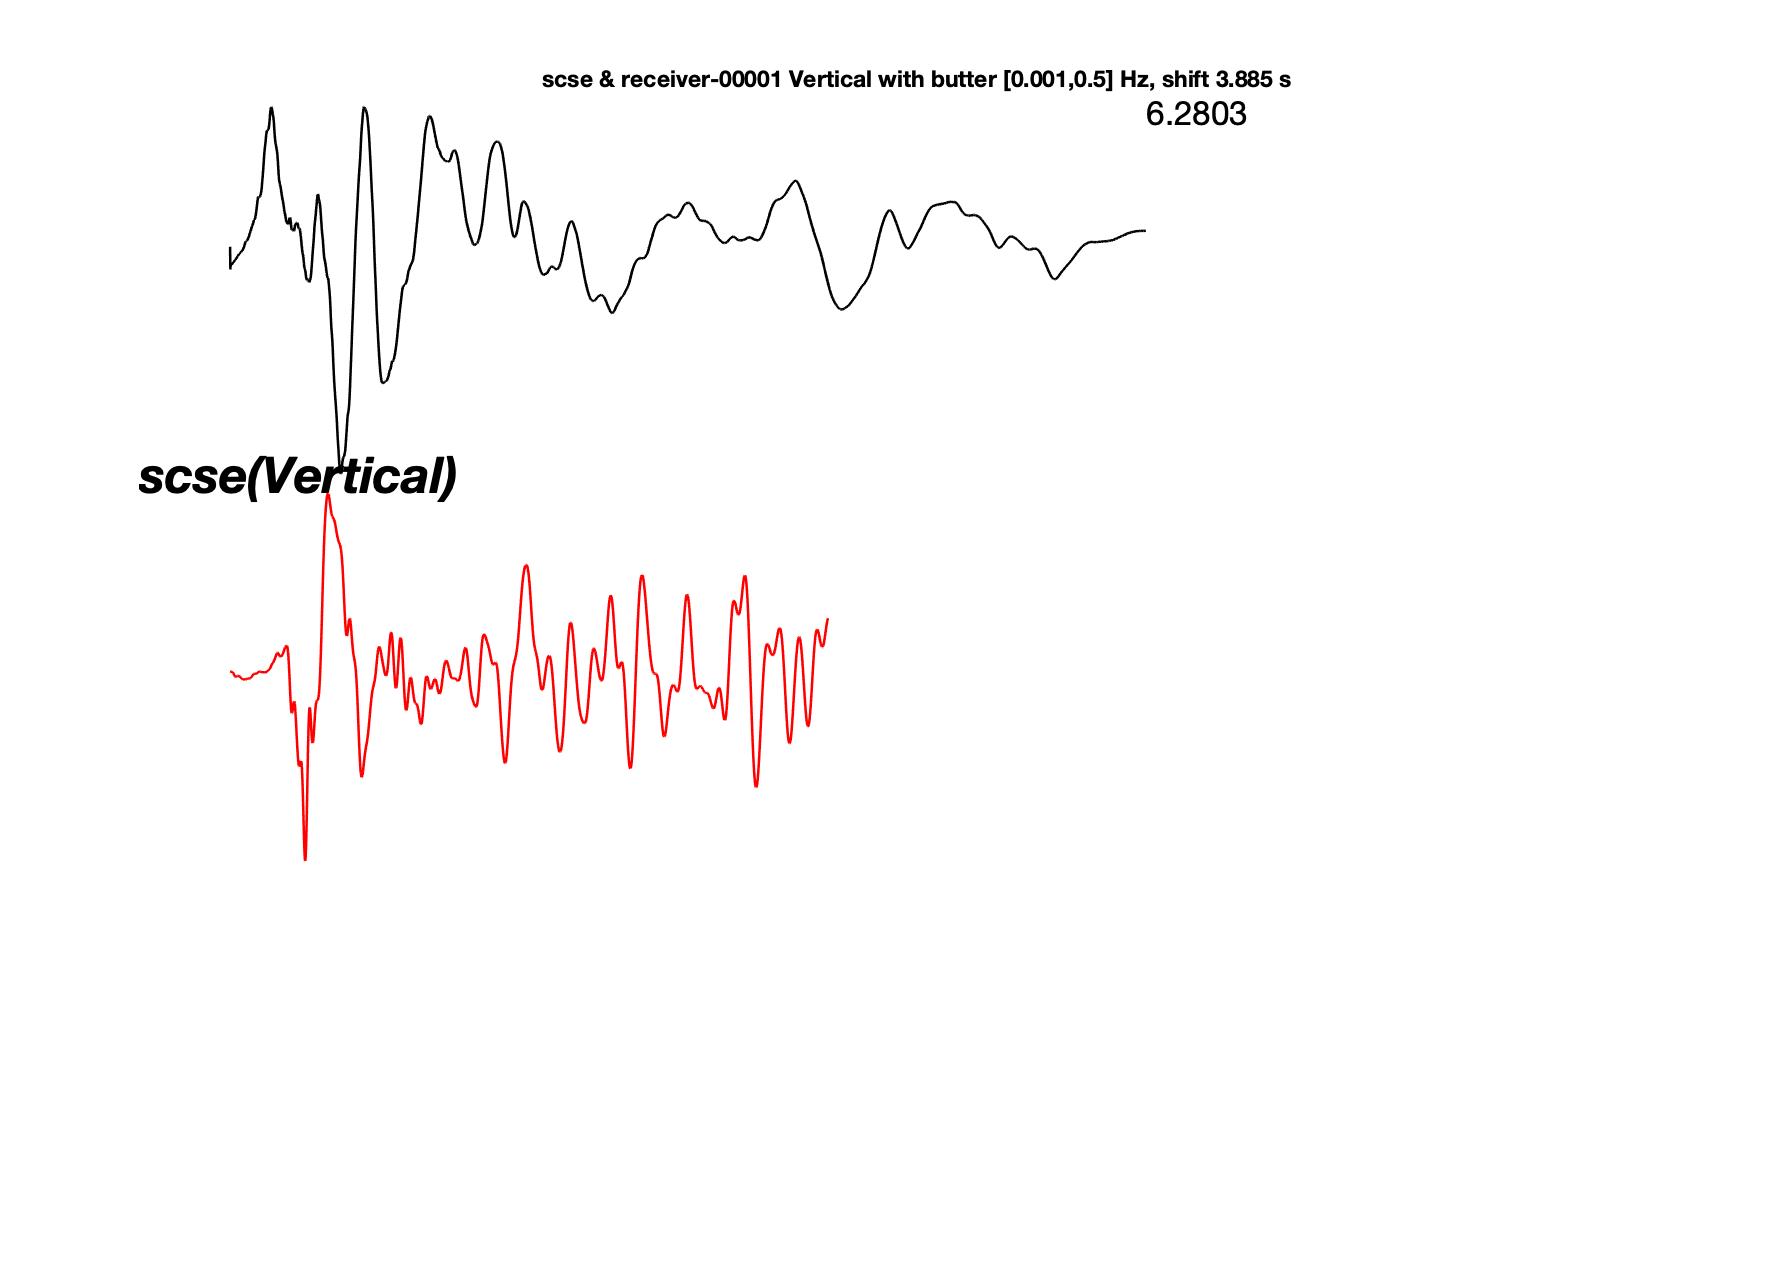 scse & receiver-00001 Vertical with butter [0.001,0.5] Hz, shift 3.885 s
6.2803
scse(Vertical)